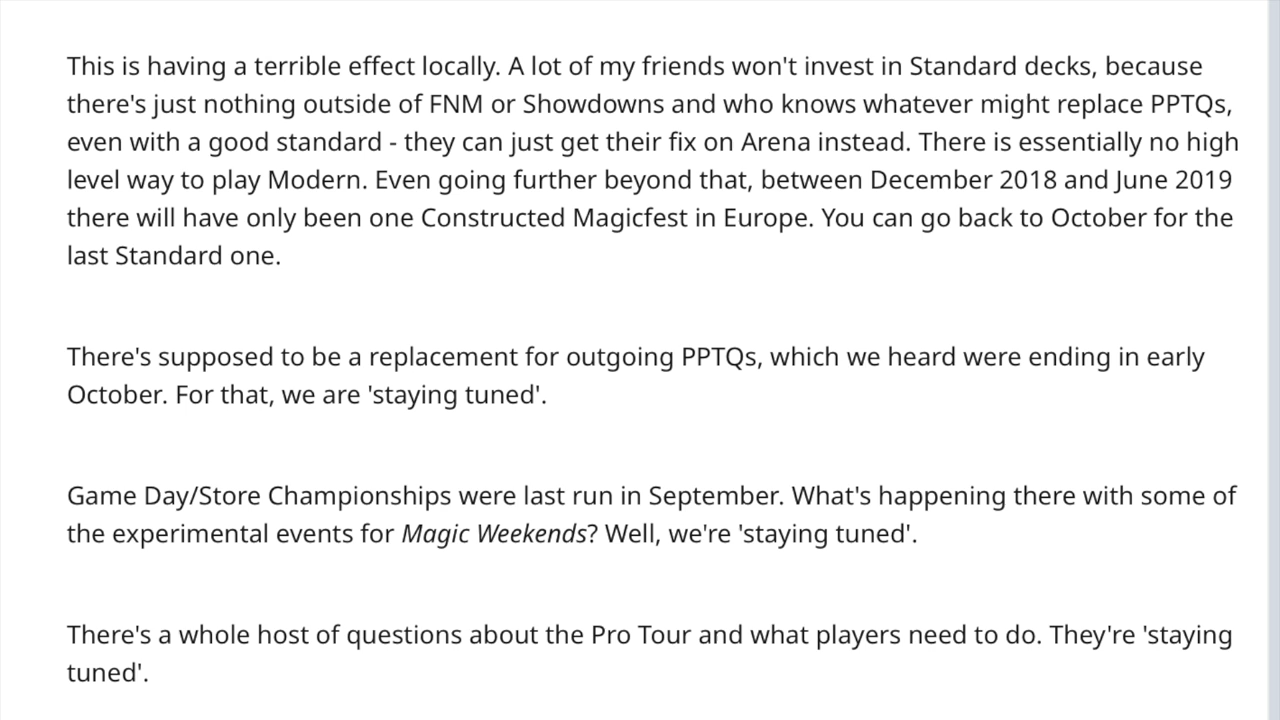 This is having a terrible effect locally. A lot of my friends won't invest in Standard decks, because
there's just nothing outside of FNM or Showdowns and who knows whatever might replace PPTQs,
even with a good standard - they can just get their fix on Arena instead. There is essentially no high
level way to play Modern. Even going further beyond that, between December 2018 and June 2019
there will have only been one Constructed Magicfest in Europe. You can go back to October for the
last Standard one.
There's supposed to be a replacement for outgoing PPTQs, which we heard were ending in early
October. For that, we are 'staying tuned'.
Game Day/Store Championships were last run in September. What's happening there with some of
the experimental events for Magic Weekends? Well, we're 'staying tuned'.
There's a whole host of questions about the Pro Tour and what players need to do. They're 'staying
tuned'.